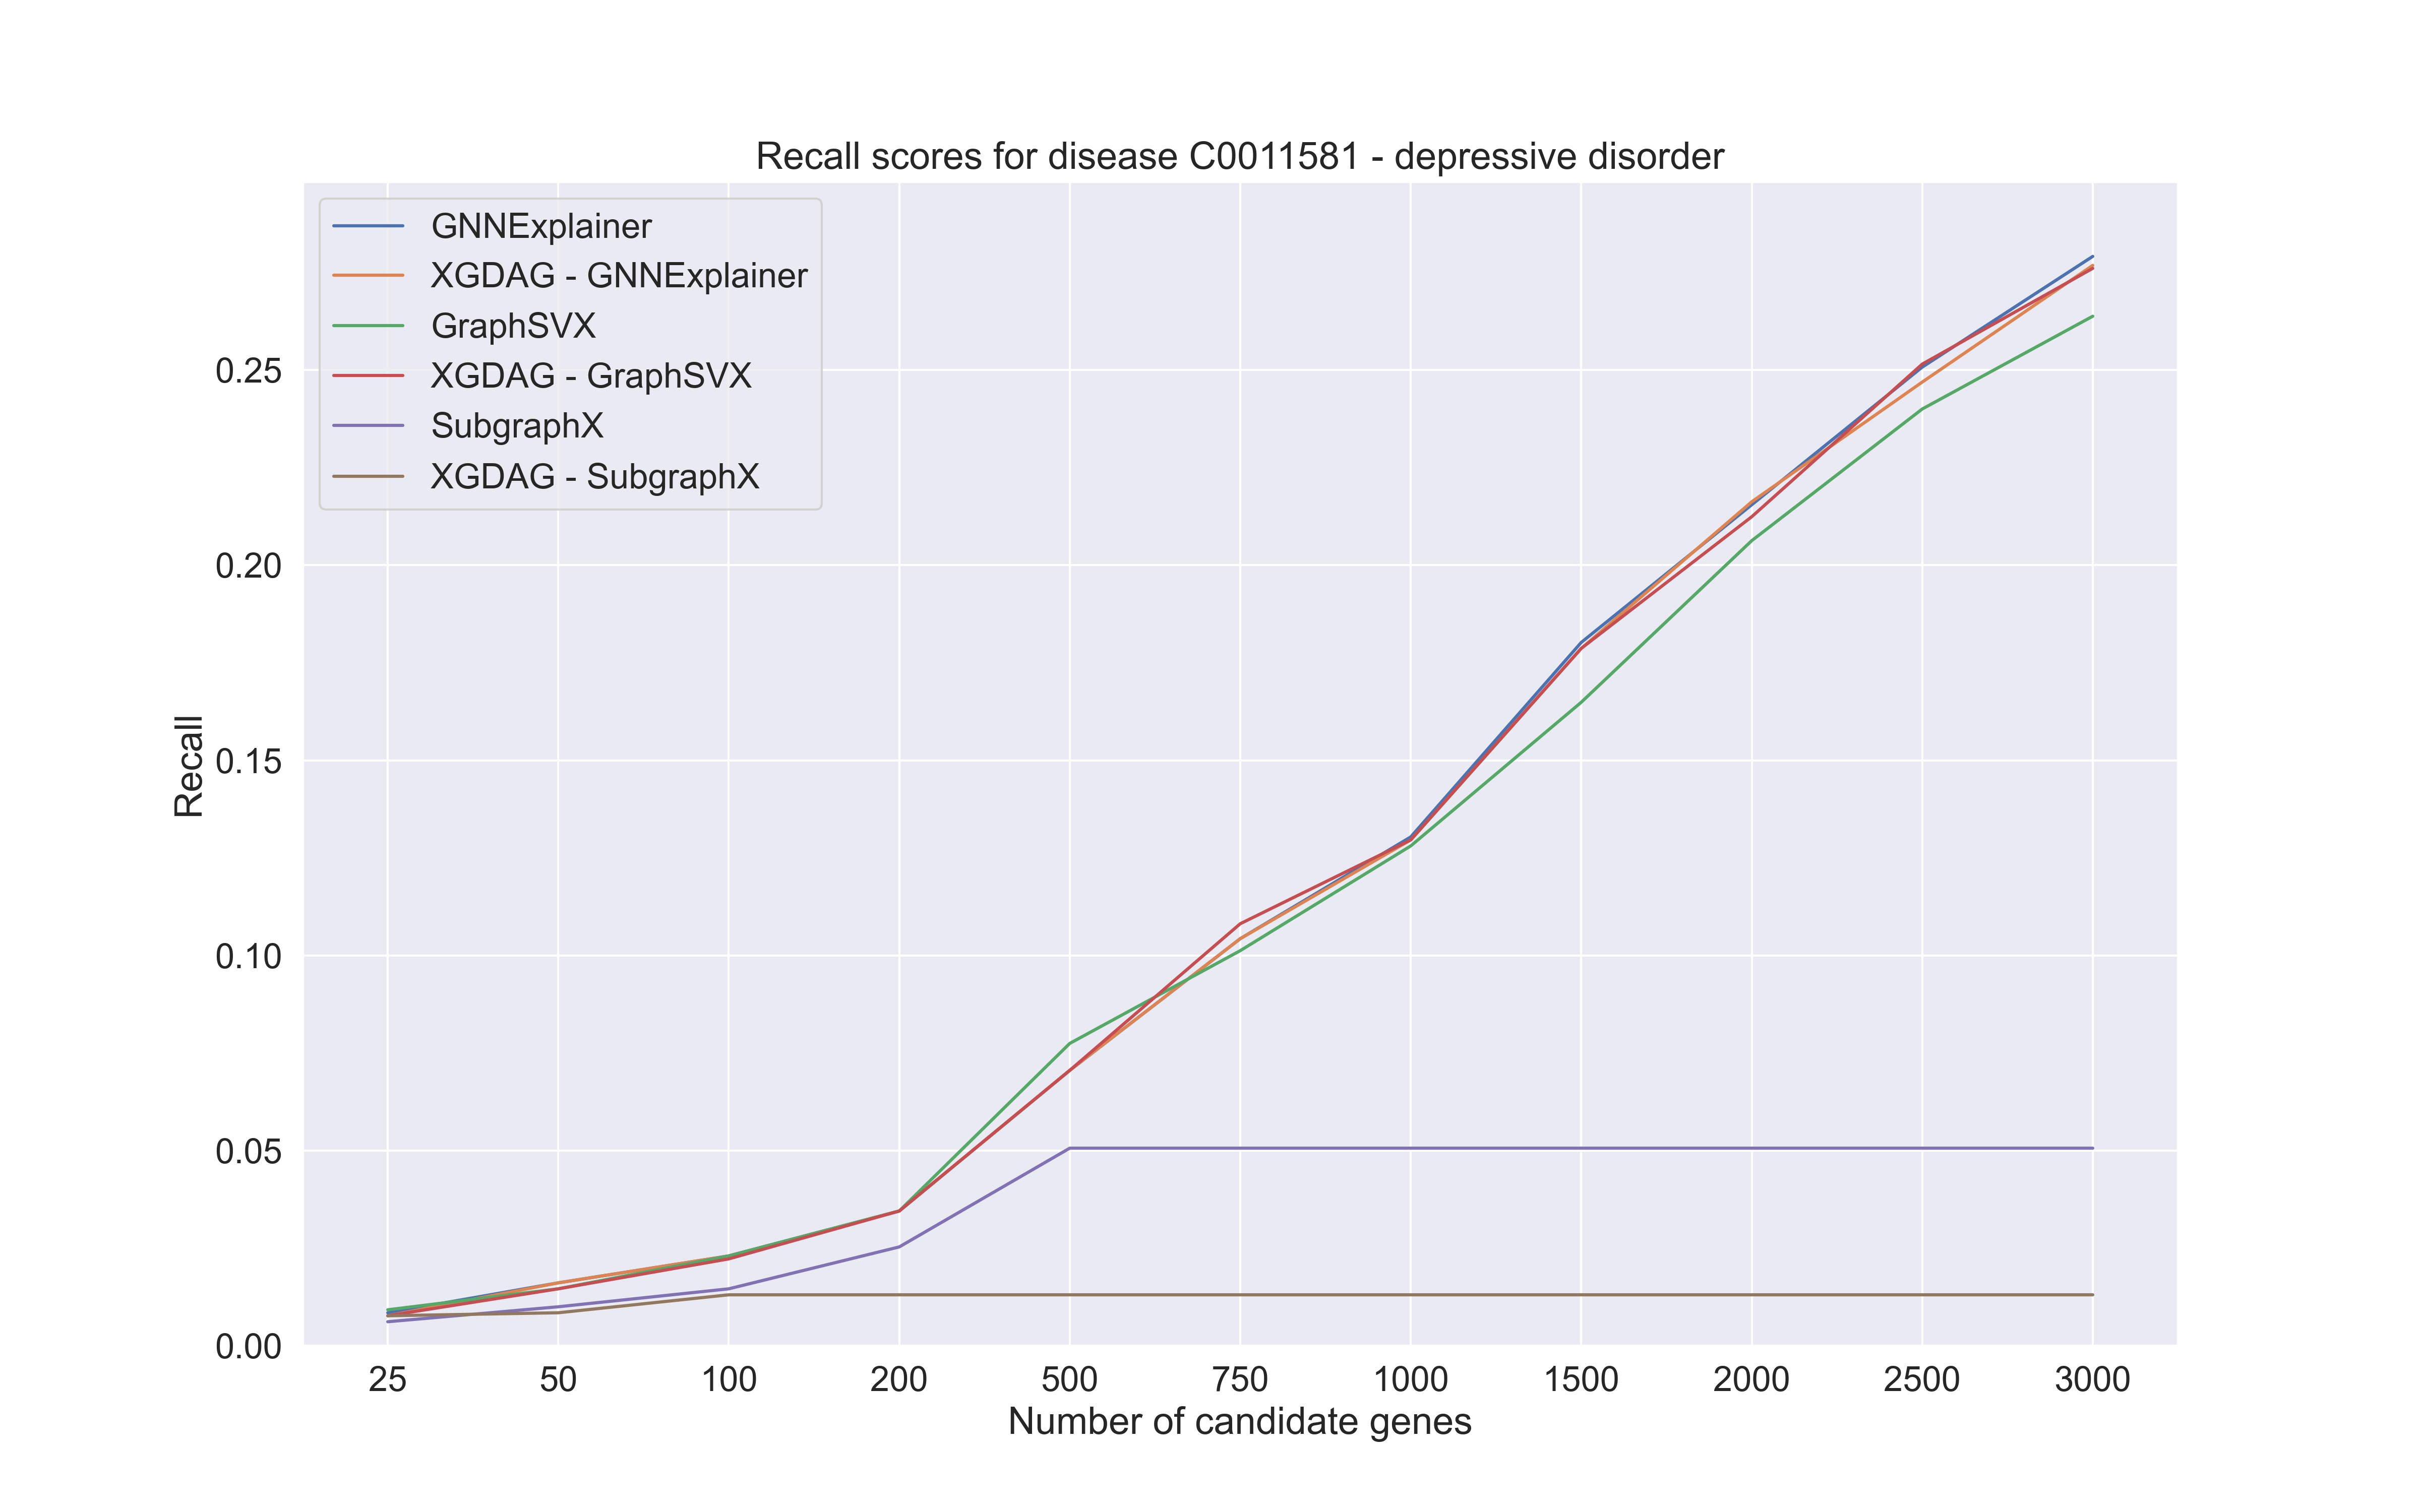 Recall scores for disease C0011581 - depressive disorder
GNNExplainer
XGDAG - GNNExplainer
GraphSVX
XGDAG - GraphSVX
SubgraphX
XGDAG - SubgraphX
0.25
0.20
0.15
0.10
0.05
0.00
Recall
25 50 100 200 500 750 1000 1500 2000 2500 3000
Number of candidate genes